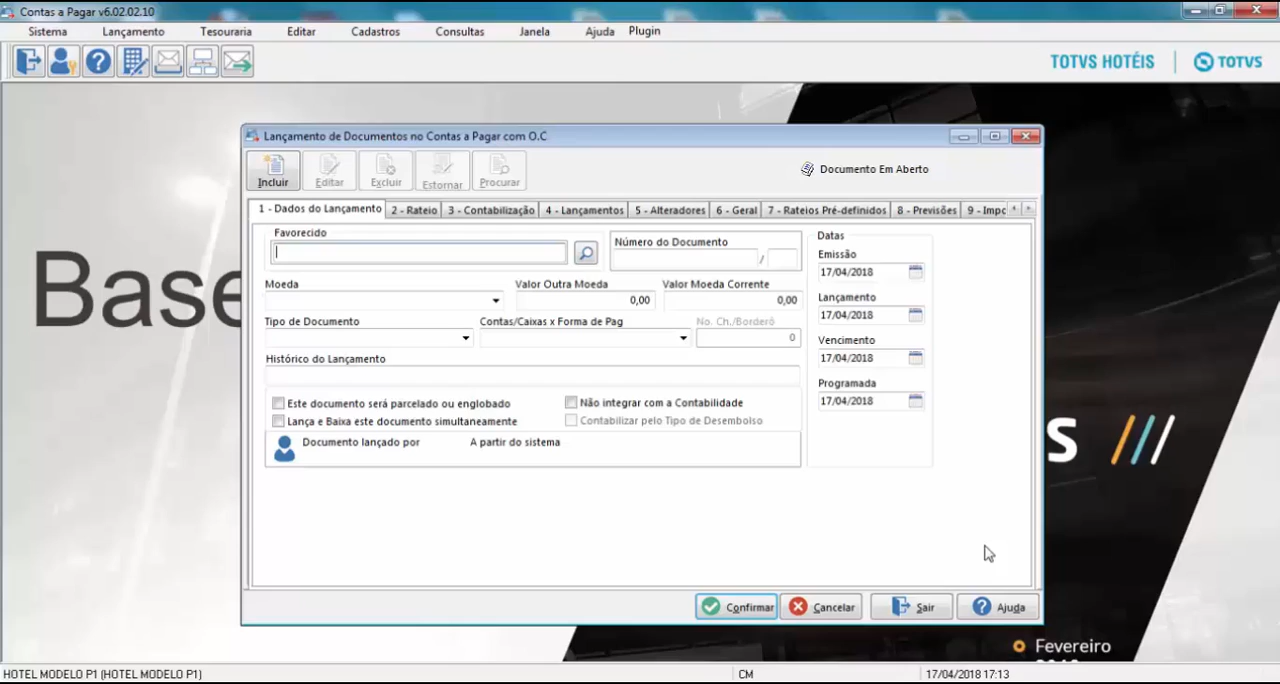 Contas a Pagar v6.02.02.10
Sistema Lançamento Tesouraria Editar Cadastros Consultas Janela Ajuda Plugin
TOTVS HOTÉIS TOTVS
Base
Lançamento de Documentos no Contas a Pagar com O.C
Incluir Editar Excluir Estornar Procurar
Documento Em Aberto
1 - Dados do Lançamento 2 - Rateio 3 - Contabilização 4 - Lançamentos 5 - Alteradores 6 - Geral 7 - Rateios Pré-definidos 8 - Previsões 9 - Impc
Favorecido
Número do Documento
/
Moeda Valor Outra Moeda Valor Moeda Corrente
0,00 0,00
Tipo de Documento Contas/Caixas x Forma de Pag No. Ch./Borderô
0
Histórico do Lançamento
Este documento será parcelado ou englobado Não integrar com a Contabilidade
Lança e Baixa este documento simultaneamente Contabilizar pelo Tipo de Desembolso
Documento lançado por A partir do sistema
Datas
Emissão
17/04/2018
Lançamento
17/04/2018
Vencimento
17/04/2018
Programada
17/04/2018
S
Confirmar Cancelar Sair Ajuda
Fevereiro
HOTEL MODELO P1 (HOTEL MODELO P1) CM 17/04/2018 17:13